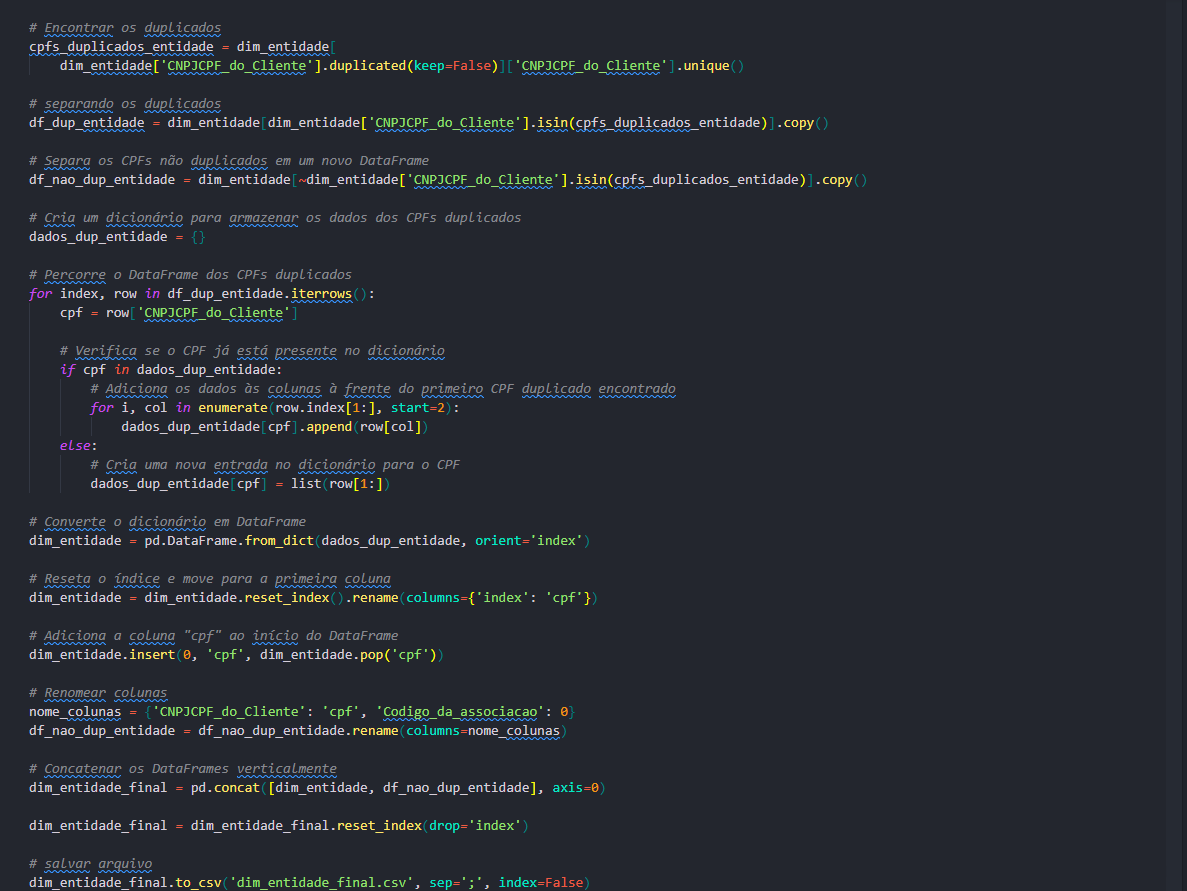 # Encontrar os duplicados
cpfs_duplicados_entidade = dim_entidade[
    dim_entidade['CNPJCPF_do_Cliente'].duplicated(keep=False)]['CNPJCPF_do_Cliente'].unique()

# separando os duplicados
df_dup_entidade = dim_entidade[dim_entidade['CNPJCPF_do_Cliente'].isin(cpfs_duplicados_entidade)].copy()

# Separa os CPFs não duplicados em um novo DataFrame
df_nao_dup_entidade = dim_entidade[~dim_entidade['CNPJCPF_do_Cliente'].isin(cpfs_duplicados_entidade)].copy()

# Cria um dicionário para armazenar os dados dos CPFs duplicados
dados_dup_entidade = {}

# Percorre o DataFrame dos CPFs duplicados
for index, row in df_dup_entidade.iterrows():
    cpf = row['CNPJCPF_do_Cliente']

    # Verifica se o CPF já está presente no dicionário
    if cpf in dados_dup_entidade:
        # Adiciona os dados às colunas à frente do primeiro CPF duplicado encontrado
        for i, col in enumerate(row.index[1:], start=2):
            dados_dup_entidade[cpf].append(row[col])
    else:
        # Cria uma nova entrada no dicionário para o CPF
        dados_dup_entidade[cpf] = list(row[1:])

# Converte o dicionário em DataFrame
dim_entidade = pd.DataFrame.from_dict(dados_dup_entidade, orient='index')

# Reseta o índice e move para a primeira coluna
dim_entidade = dim_entidade.reset_index().rename(columns={'index': 'cpf'})

# Adiciona a coluna "cpf" ao início do DataFrame
dim_entidade.insert(0, 'cpf', dim_entidade.pop('cpf'))

# Renomear colunas
nome_colunas = {'CNPJCPF_do_Cliente': 'cpf', 'Codigo_da_associacao': 0}
df_nao_dup_entidade = df_nao_dup_entidade.rename(columns=nome_colunas)

# Concatenar os DataFrames verticalmente
dim_entidade_final = pd.concat([dim_entidade, df_nao_dup_entidade], axis=0)

dim_entidade_final = dim_entidade_final.reset_index(drop='index')

# salvar arquivo
dim_entidade_final.to_csv('dim_entidade_final.csv', sep=';', index=False)